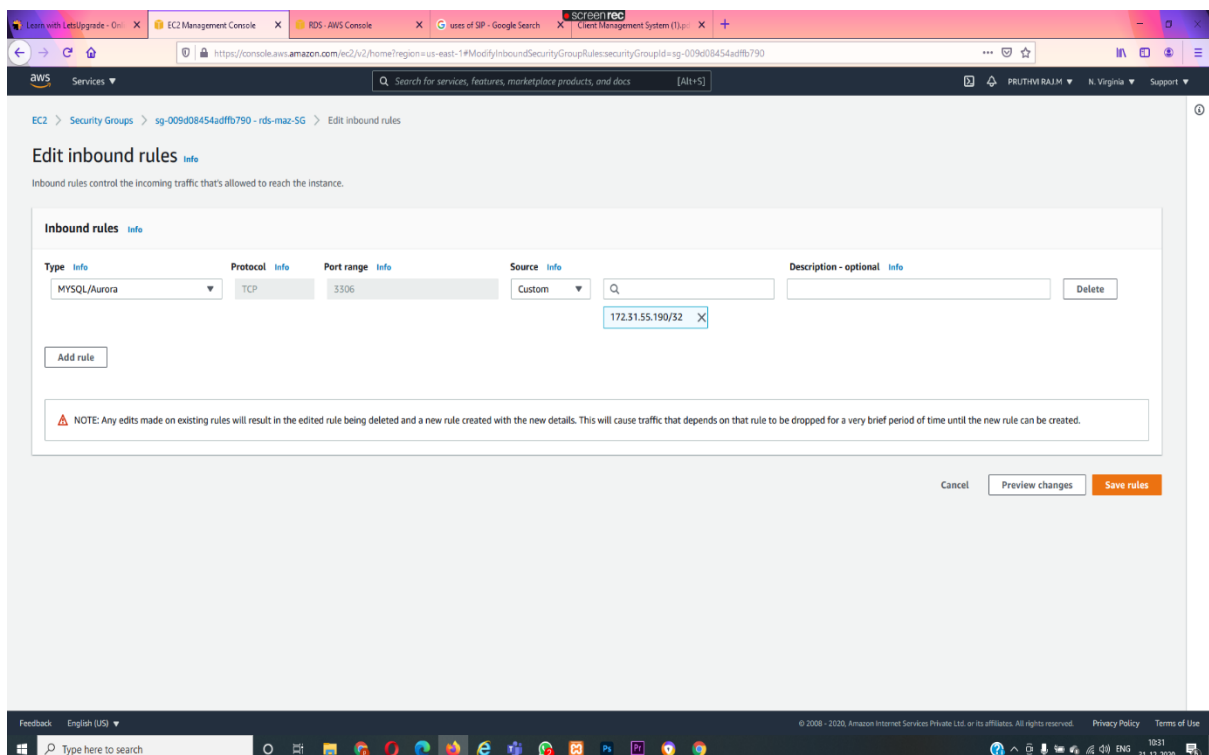 screenrec
Learn with LetsUpgrade - Onl
EC2 Management Console
RDS - AWS Console
uses of SIP - Google Search
Client Management System (1).pd
https://console.aws.amazon.com/ec2/v2/home?region=us-east-1#ModifyInboundSecurityGroupRules:securityGroupId=sg-009d08454adffb790
aws Services Search for services, features, marketplace products, and docs [Alt+S] PRUTHVI RAJ.M N. Virginia Support
EC2 > Security Groups > sg-009d08454adffb790 - rds-maz-SG > Edit inbound rules
Edit inbound rules Info
Inbound rules control the incoming traffic that's allowed to reach the instance.
Inbound rules Info
Type Info Protocol Info Port range Info Source Info Description - optional Info
MYSQL/Aurora TCP 3306 Custom Delete
172.31.55.190/32
Add rule
NOTE: Any edits made on existing rules will result in the edited rule being deleted and a new rule created with the new details. This will cause traffic that depends on that rule to be dropped for a very brief period of time until the new rule can be created.
Cancel Preview changes Save rules
Feedback English (US) © 2008 - 2020, Amazon Internet Services Private Ltd. or its affiliates. All rights reserved. Privacy Policy Terms of Use
Type here to search ENG 10:31